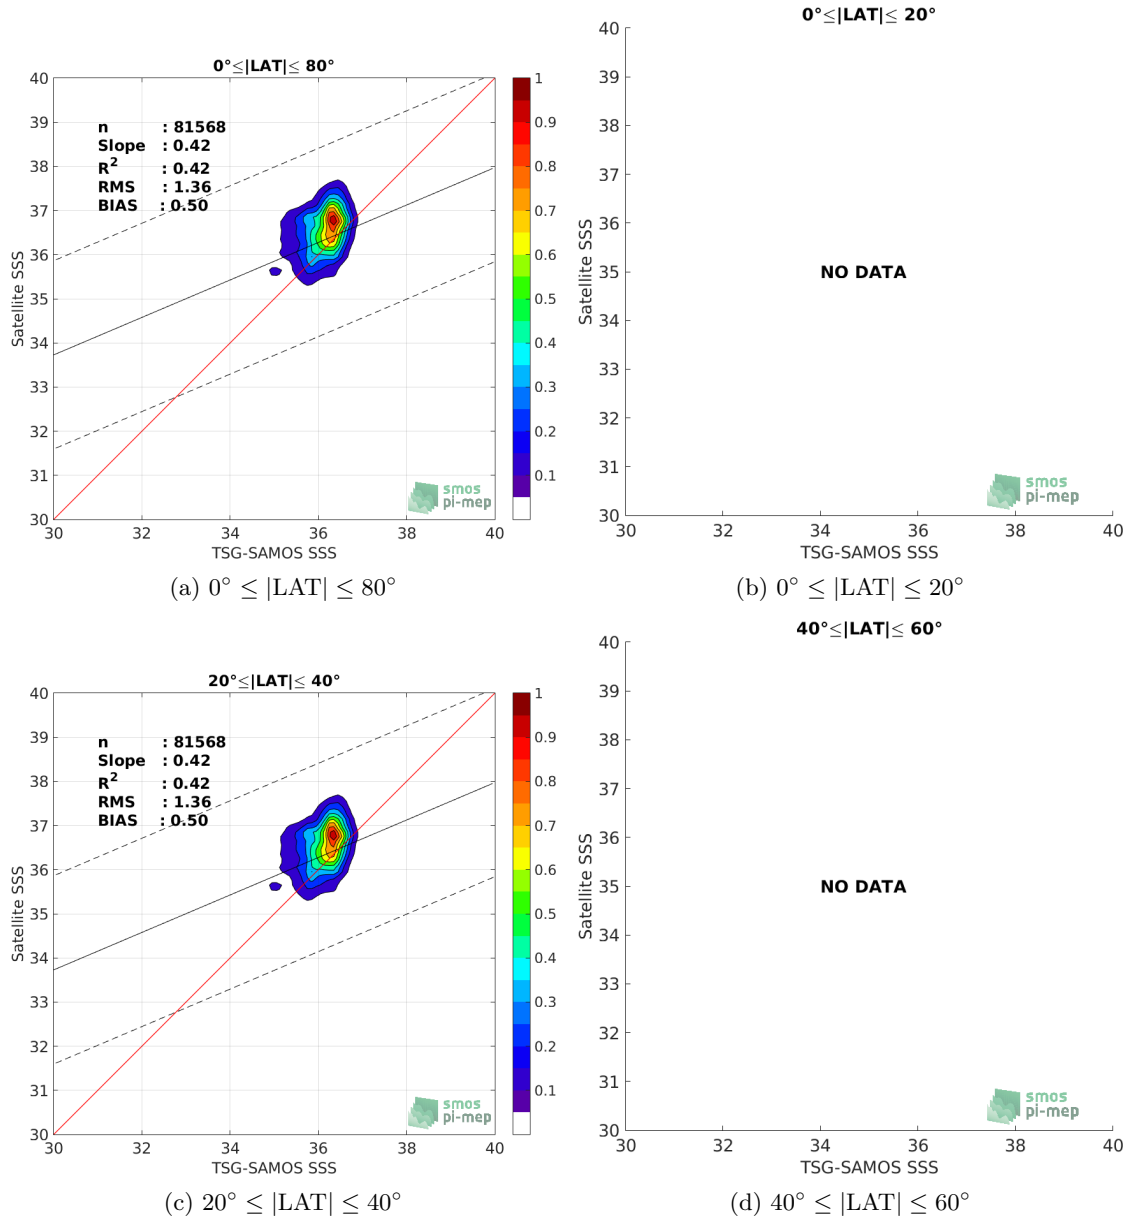 0°≤|LAT|≤ 80°
40
39
38
37
36
35
34
33
32
31
30
Satellite SSS
n : 81568
Slope : 0.42
R² : 0.42
RMS : 1.36
BIAS : 0.50
smos
pi-mep
30 32 34 36 38 40
TSG-SAMOS SSS
1
0.9
0.8
0.7
0.6
0.5
0.4
0.3
0.2
0.1
(a) 0° ≤ |LAT| ≤ 80°
0°≤|LAT|≤ 20°
40
39
38
37
36
35
34
33
32
31
30
Satellite SSS
NO DATA
smos
pi-mep
30 32 34 36 38 40
TSG-SAMOS SSS
(b) 0° ≤ |LAT| ≤ 20°
20°≤|LAT|≤ 40°
40
39
38
37
36
35
34
33
32
31
30
Satellite SSS
n : 81568
Slope : 0.42
R² : 0.42
RMS : 1.36
BIAS : 0.50
smos
pi-mep
30 32 34 36 38 40
TSG-SAMOS SSS
1
0.9
0.8
0.7
0.6
0.5
0.4
0.3
0.2
0.1
(c) 20° ≤ |LAT| ≤ 40°
40°≤|LAT|≤ 60°
40
39
38
37
36
35
34
33
32
31
30
Satellite SSS
NO DATA
smos
pi-mep
30 32 34 36 38 40
TSG-SAMOS SSS
(d) 40° ≤ |LAT| ≤ 60°